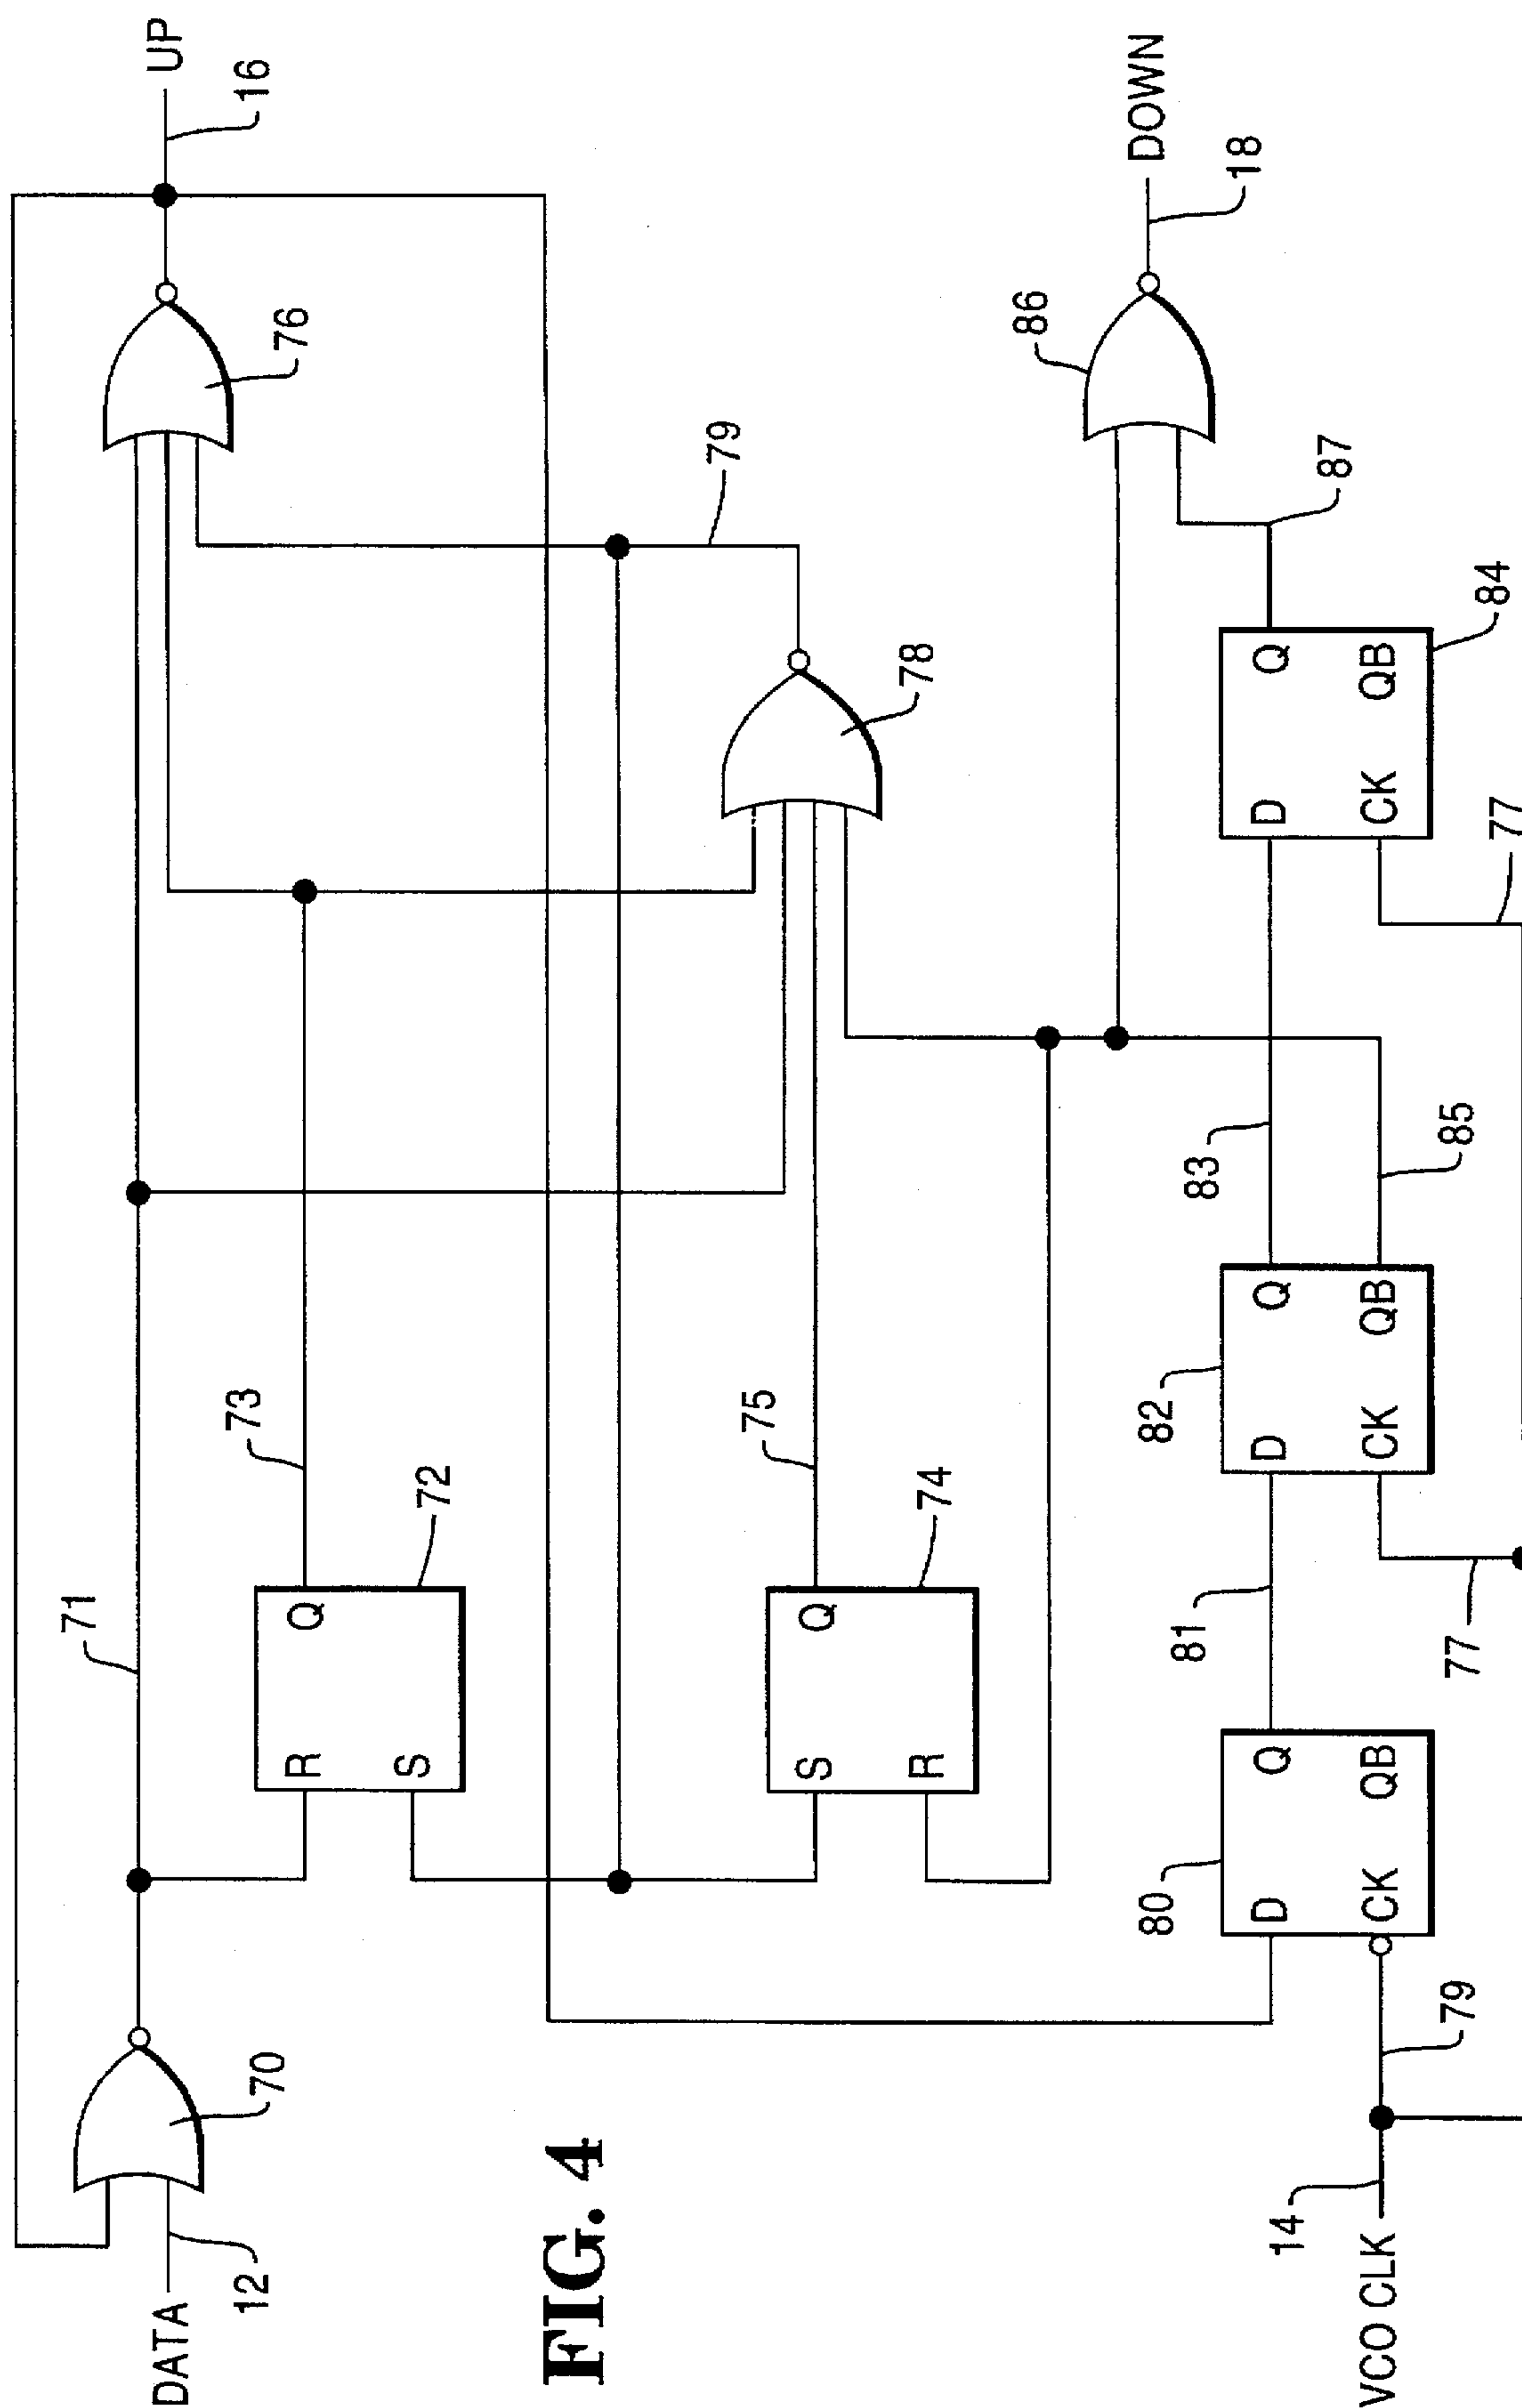 UP
16
76
79
78
DOWN
18
86
87
84
D
Q
CK
QB
77
71
73
75
83
85
R
Q
S
72
S
Q
R
74
82
D
Q
CK
QB
77
81
80
D
Q
CK
QB
79
70
DATA
12
14
VCO CLK
FIG. 4